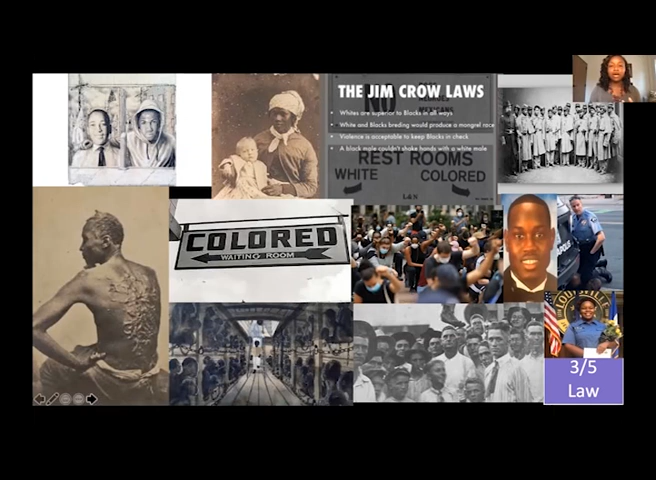 THE JIM CROW LAWS
NO
MEXICANS
• Whites are superior to Blacks in all ways
• White and Blacks breding would produce a mongrel race
• Violence is acceptable to keep Blacks in check
• A black male couldn't shake hands with a white male
REST ROOMS
WHITE COLORED
L&N
COLORED
WAITING ROOM
3/5
Law